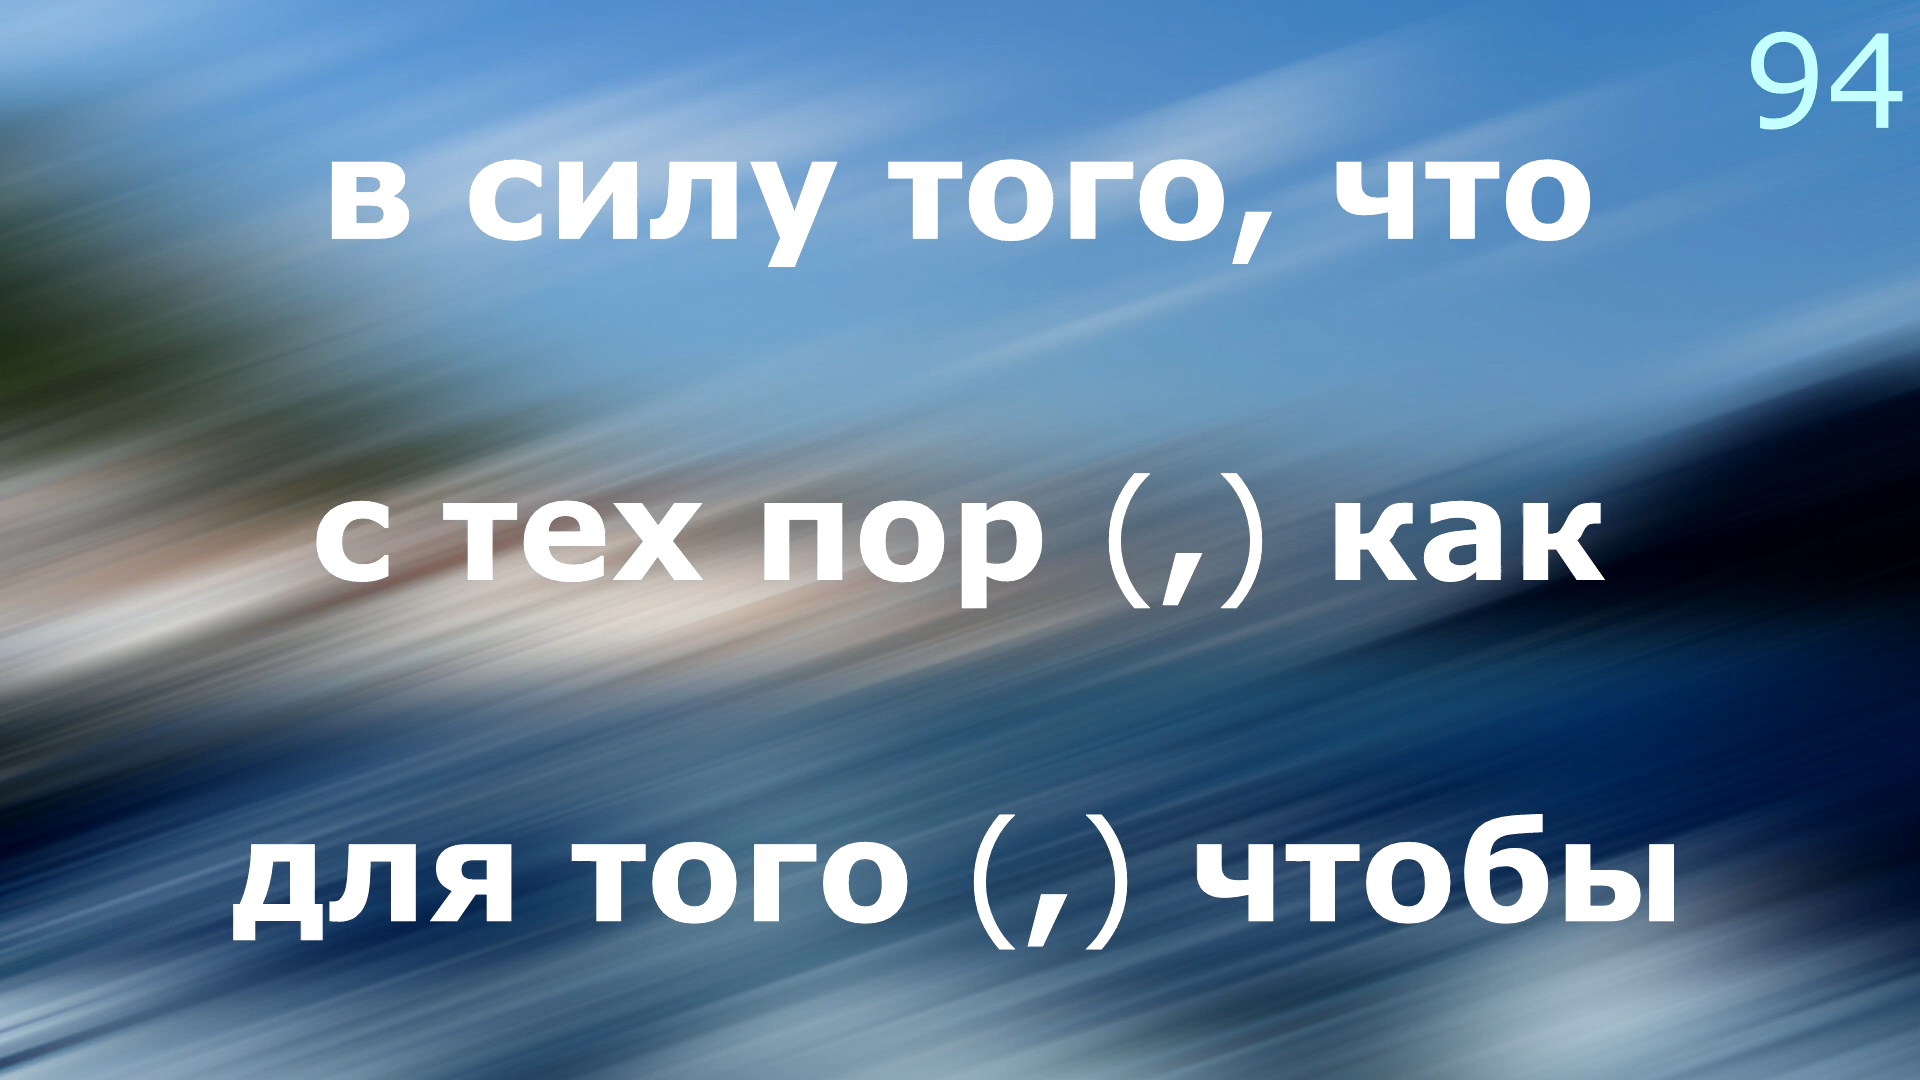 94
в силу того, что
с тех пор (,) как
для того (,) чтобы